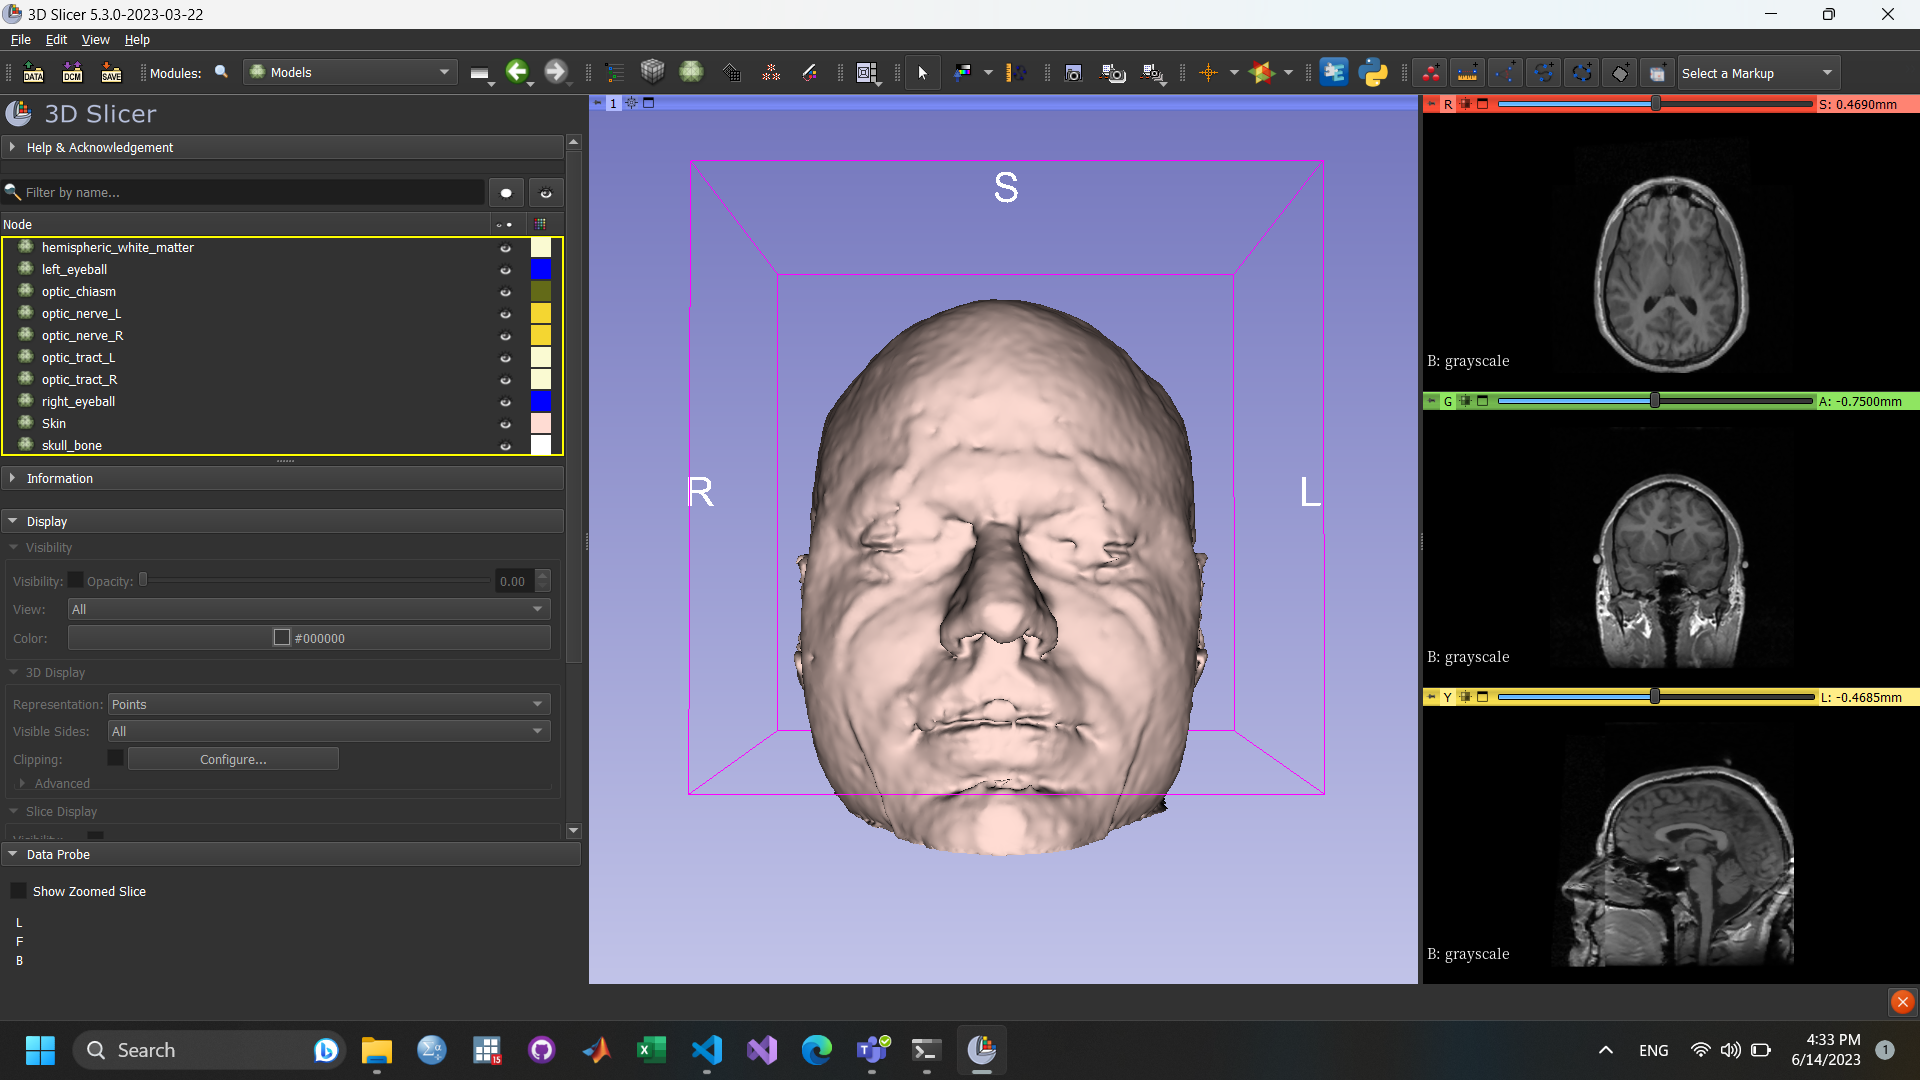 3D Slicer 5.3.0-2023-03-22
File Edit View Help
DATA DCM SAVE Modules: Models Select a Markup
3D Slicer
Help & Acknowledgement
Filter by name...
Node
hemispheric_white_matter
left_eyeball
optic_chiasm
optic_nerve_L
optic_nerve_R
optic_tract_L
optic_tract_R
right_eyeball
Skin
skull_bone
Information
Display
Visibility
Visibility: Opacity: 0.00
View: All
Color: #000000
3D Display
Representation: Points
Visible Sides: All
Clipping: Configure...
Advanced
Slice Display
Data Probe
Show Zoomed Slice
L
F
B
1
S
R L
R S: 0.4690mm
B: grayscale
G A: -0.7500mm
B: grayscale
Y L: -0.4685mm
B: grayscale
Search
15
ENG
4:33 PM
6/14/2023
1